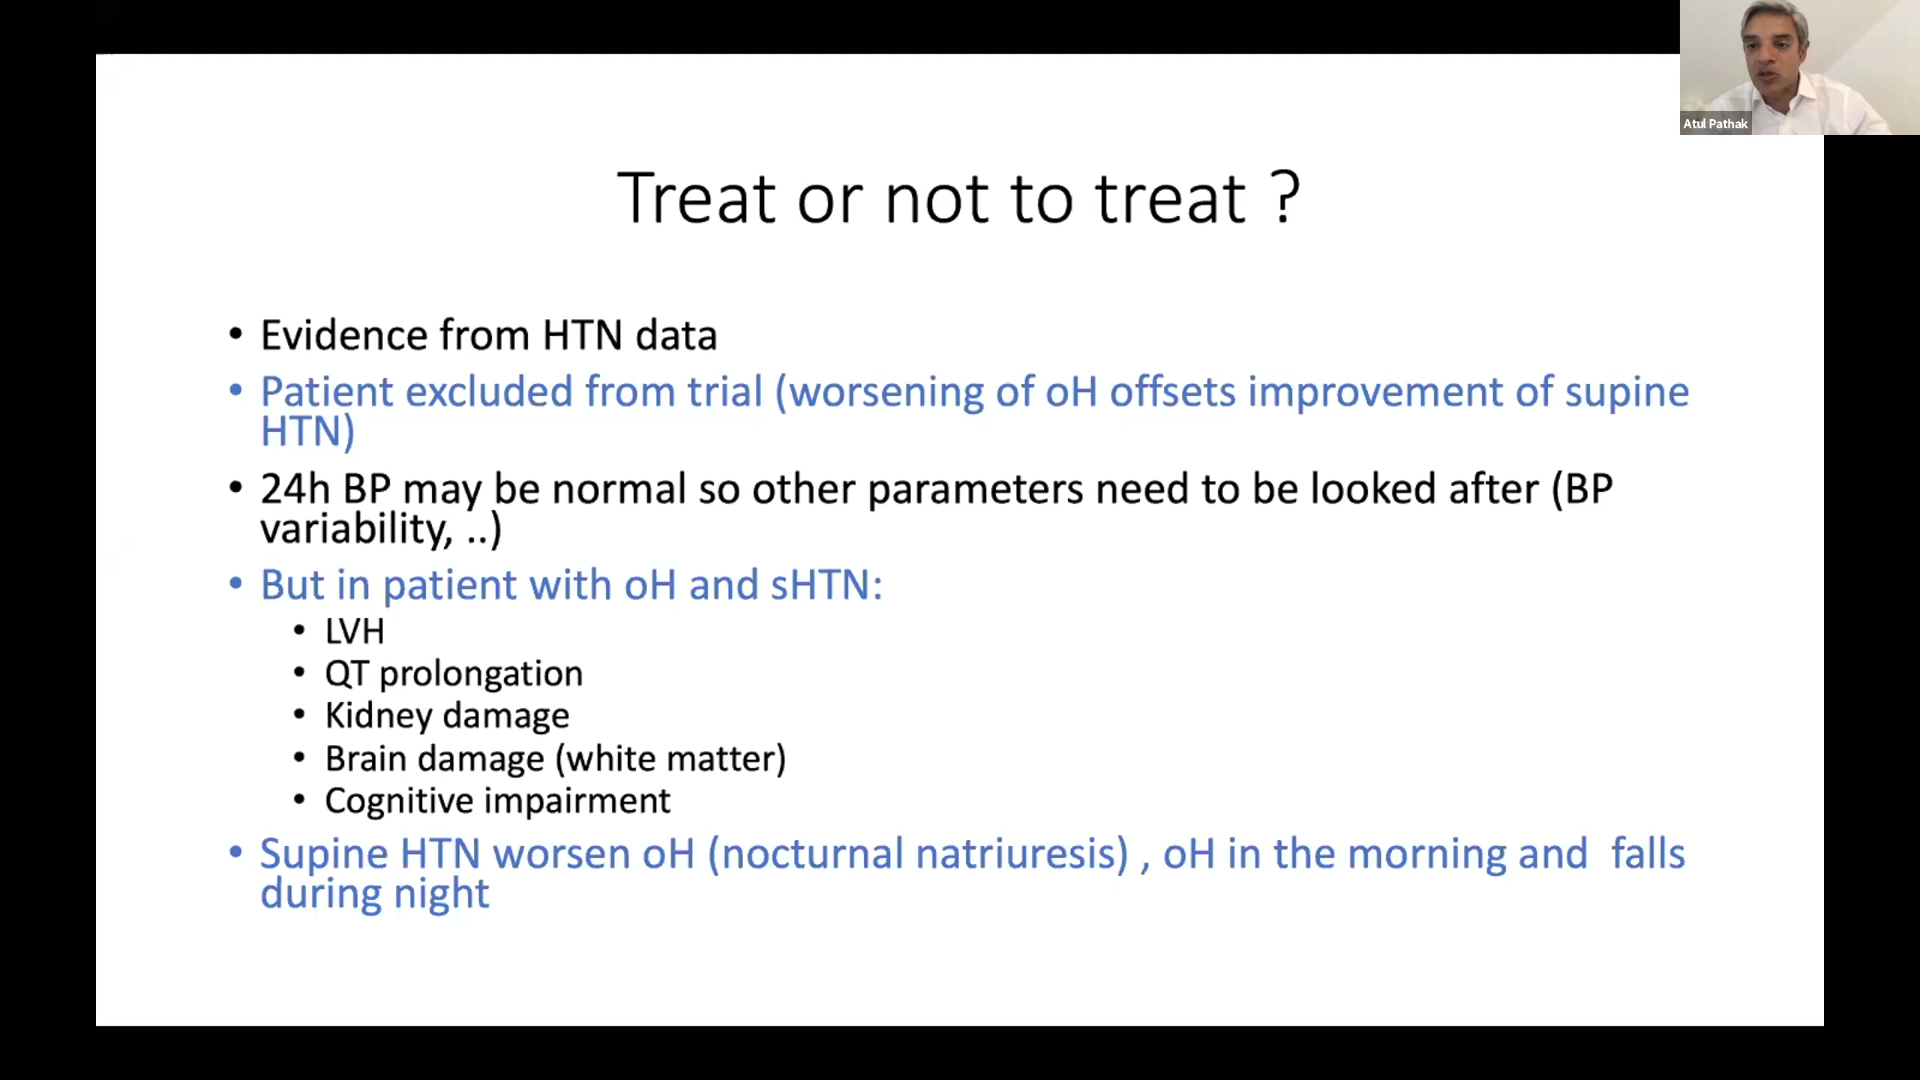 Atul Pathak
Treat or not to treat ?
• Evidence from HTN data
• Patient excluded from trial (worsening of oH offsets improvement of supine
HTN)
• 24h BP may be normal so other parameters need to be looked after (BP
variability, ..)
• But in patient with oH and sHTN:
• LVH
• QT prolongation
• Kidney damage
• Brain damage (white matter)
• Cognitive impairment
• Supine HTN worsen oH (nocturnal natriuresis) , oH in the morning and  falls
during night